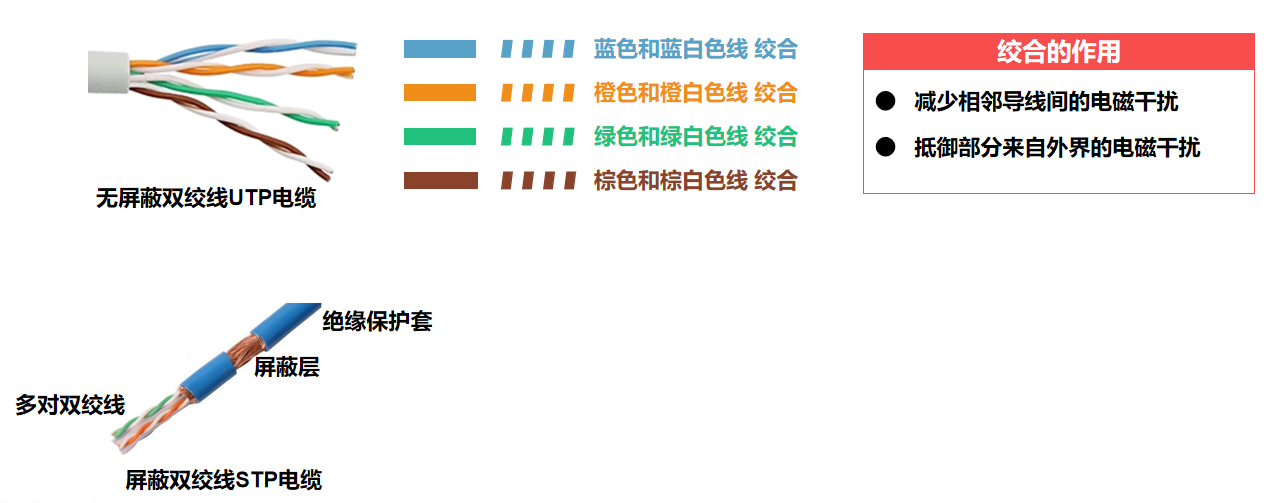 蓝色和蓝白色线 绞合
橙色和橙白色线 绞合
绿色和绿白色线 绞合
棕色和棕白色线 绞合
无屏蔽双绞线UTP电缆
绞合的作用
● 减少相邻导线间的电磁干扰
● 抵御部分来自外界的电磁干扰
绝缘保护套
屏蔽层
多对双绞线
屏蔽双绞线STP电缆